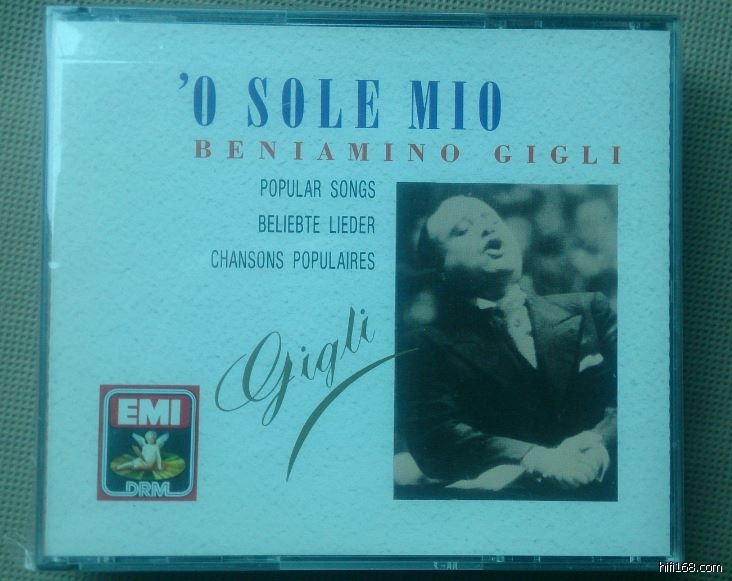 'O SOLE MIO
BENIAMINO GIGLI
POPULAR SONGS
BELIEBTE LIEDER
CHANSONS POPULAIRES
Gigli
EMI
DRM
hifi168.com